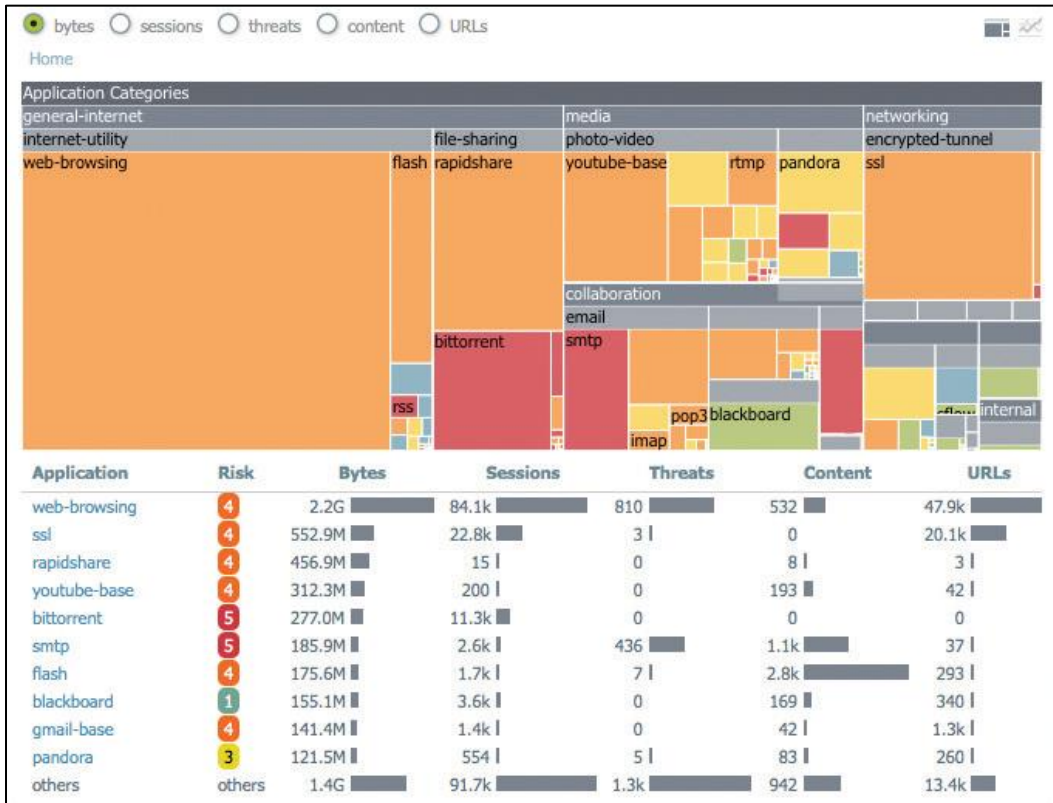 bytes sessions threats content URLs
Home
Application Categories
general-internet media networking
internet-utility file-sharing photo-video encrypted-tunnel
web-browsing flash rapidshare youtube-base rtmp pandora ssl
collaboration
email
bittorrent smtp
rss pop3 blackboard internal
imap
Application Risk Bytes Sessions Threats Content URLs
web-browsing 4 2.2G 84.1k 810 532 47.9k
ssl 4 552.9M 22.8k 3 0 20.1k
rapidshare 4 456.9M 15 0 8 3
youtube-base 4 312.3M 200 0 193 42
bittorrent 5 277.0M 11.3k 0 0 0
smtp 5 185.9M 2.6k 436 1.1k 37
flash 4 175.6M 1.7k 7 2.8k 293
blackboard 1 155.1M 3.6k 0 169 340
gmail-base 4 141.4M 1.4k 0 42 1.3k
pandora 3 121.5M 554 5 83 260
others others 1.4G 91.7k 1.3k 942 13.4k